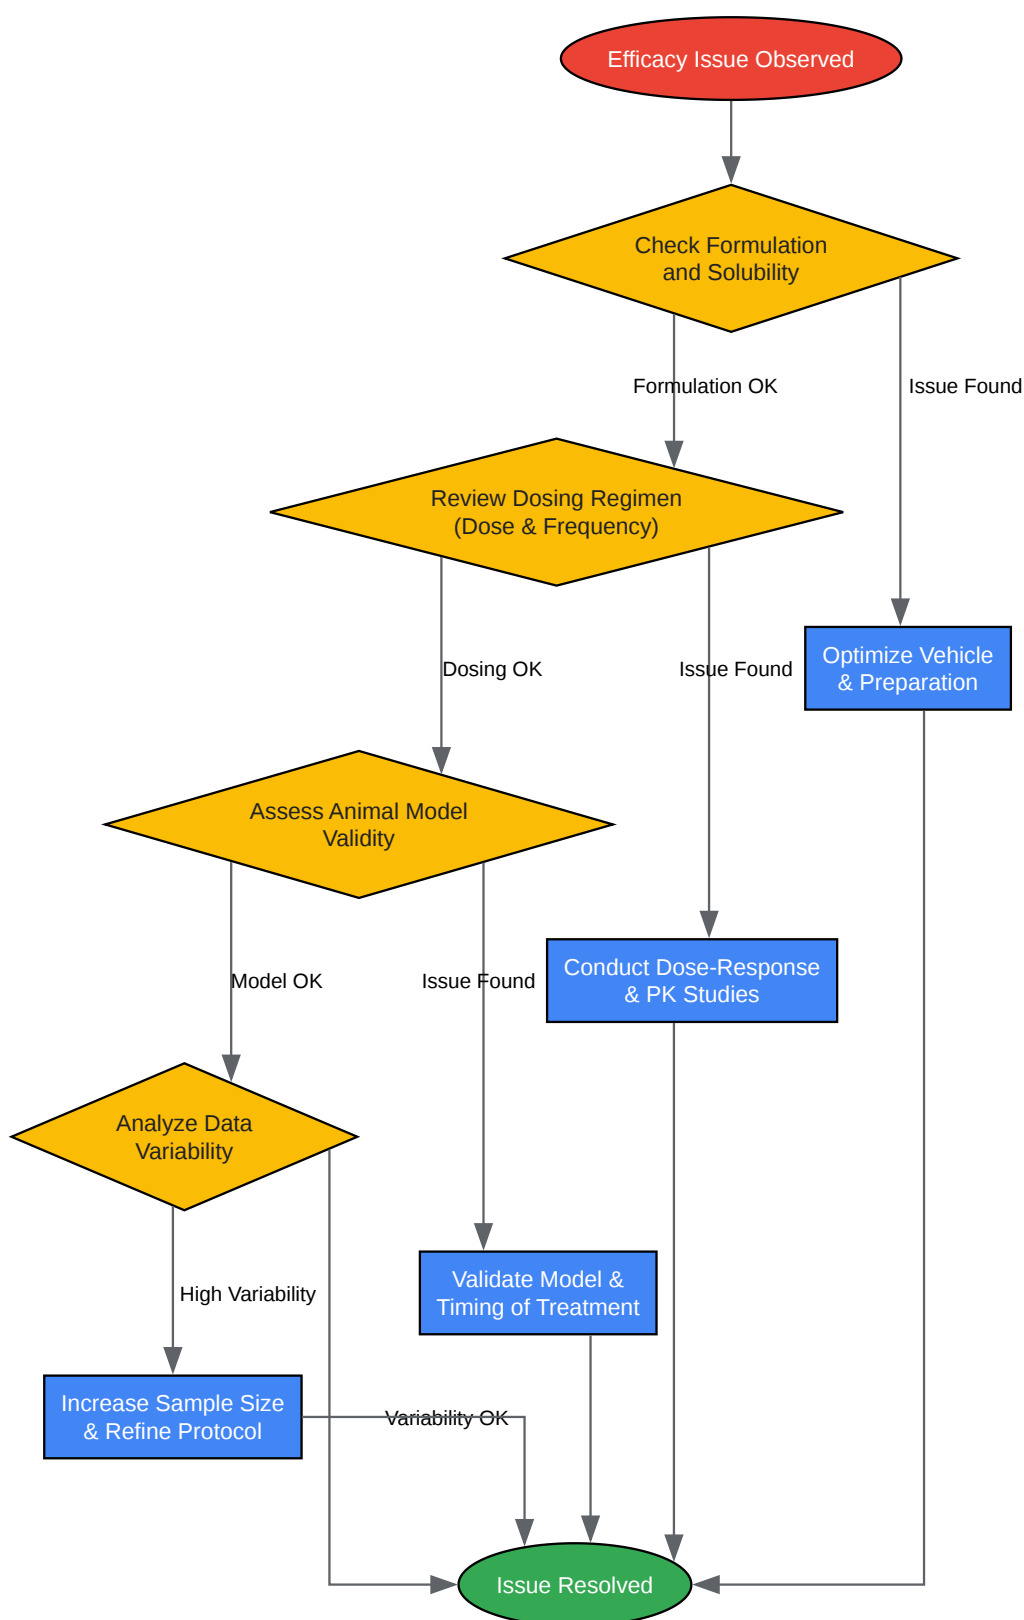 Efficacy Issue Observed
Check Formulation
and Solubility
Formulation OK
Issue Found
Review Dosing Regimen
(Dose & Frequency)
Dosing OK
Issue Found
Optimize Vehicle
& Preparation
Assess Animal Model
Validity
Model OK
Issue Found
Conduct Dose-Response
& PK Studies
Analyze Data
Variability
High Variability
Validate Model &
Timing of Treatment
Increase Sample Size
& Refine Protocol
Variability OK
Issue Resolved